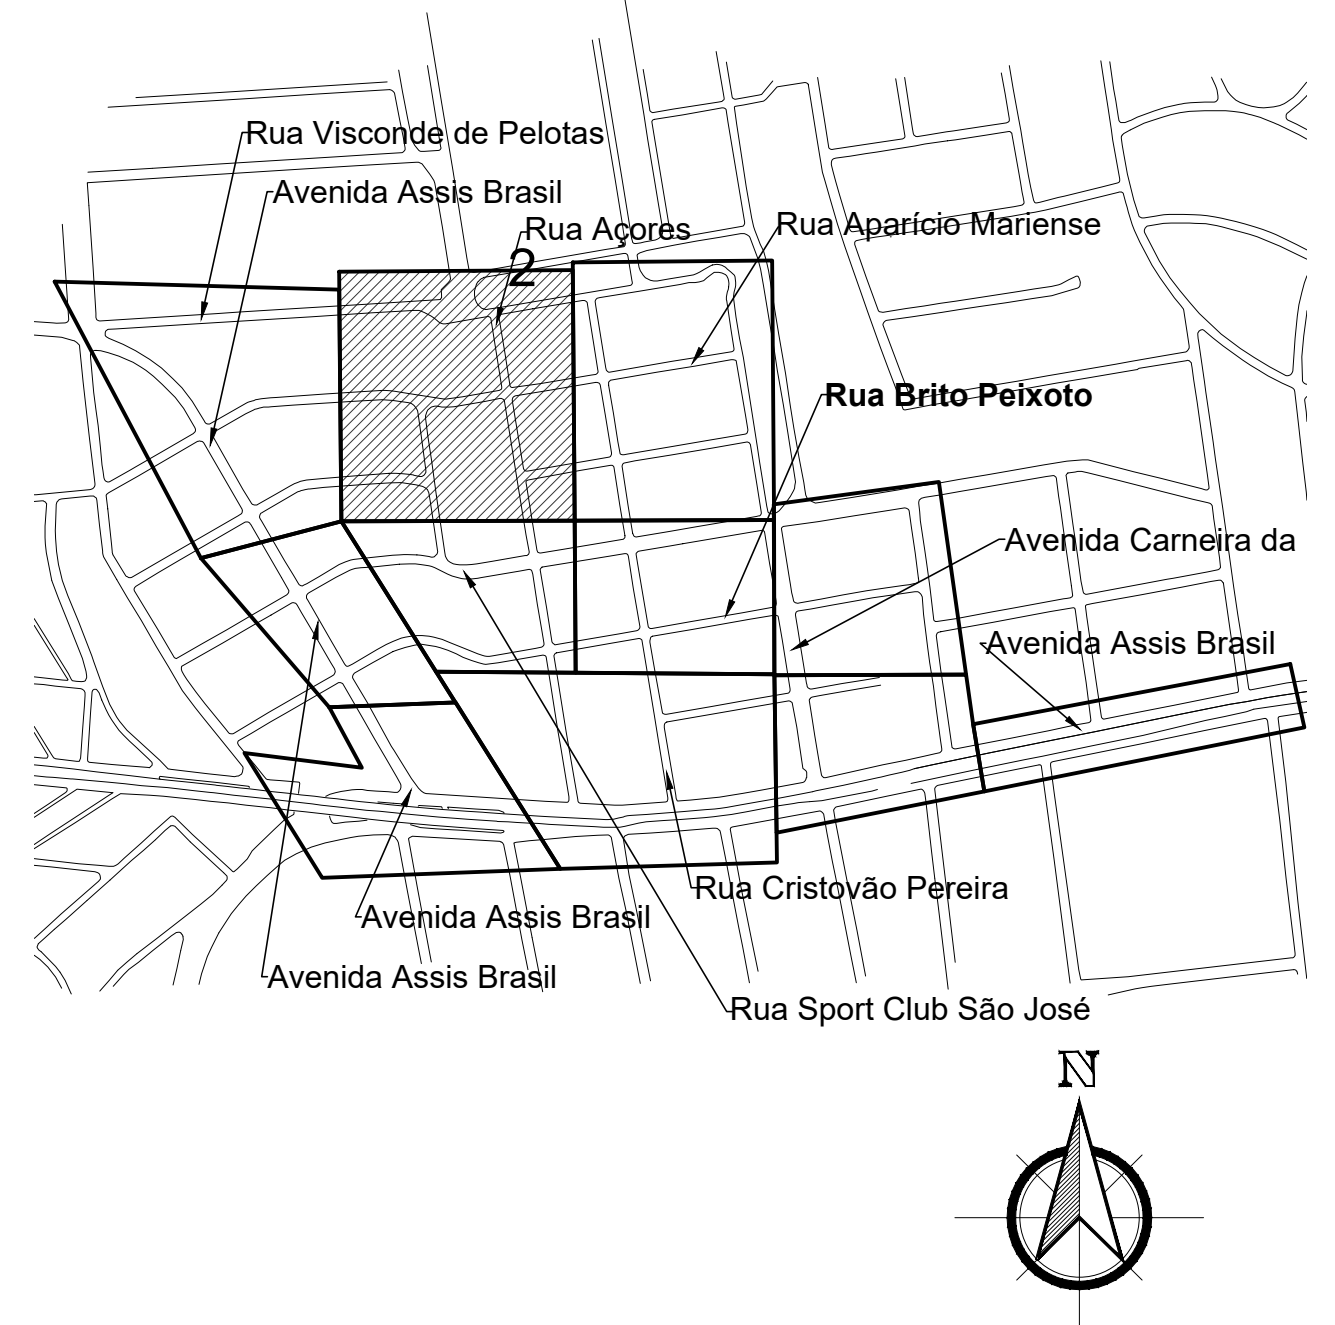 Rua Visconde de Pelotas
Avenida Assis Brasil
Rua Açores
Rua Aparício Mariense
2
Rua Brito Peixoto
Avenida Carneira da
Avenida Assis Brasil
Rua Cristovão Pereira
Avenida Assis Brasil
Avenida Assis Brasil
Rua Sport Club São José
N